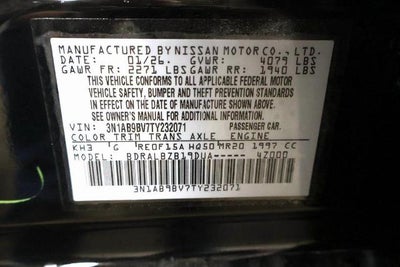 MANUFACTURED BY NISSAN MOTOR CO., LTD.
DATE: 01/26. GVWR: 4079 LBS
GAWR FR: 2271 LBS GAWR RR: 1940 LBS
THIS VEHICLE CONFORMS TO ALL APPLICABLE FEDERAL MOTOR
VEHICLE SAFETY, BUMPER AND THEFT PREVENTION STANDARDS
IN EFFECT ON THE DATE OF MANUFACTURE SHOWN ABOVE.
SEE OWNER'S MANUAL FOR ADDITIONAL INFORMATION.
VIN: 3N1AB9BV7TY232071 PASSENGER CAR.
COLOR TRIM TRANS AXLE ENGINE
KH3 G RE0F15A HQ50 MR20 1997 CC
MODEL: BDRALBZB19DUA----- 4Z000
3N1AB9BV7TY232071